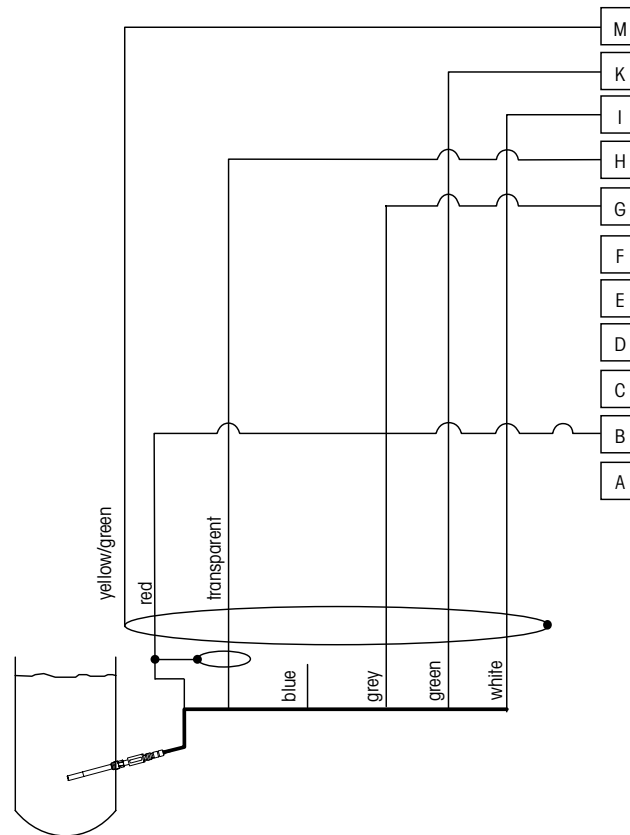 M
K
I
H
G
F
E
D
C
B
A
yellow/green
red
transparent
blue
grey
green
white